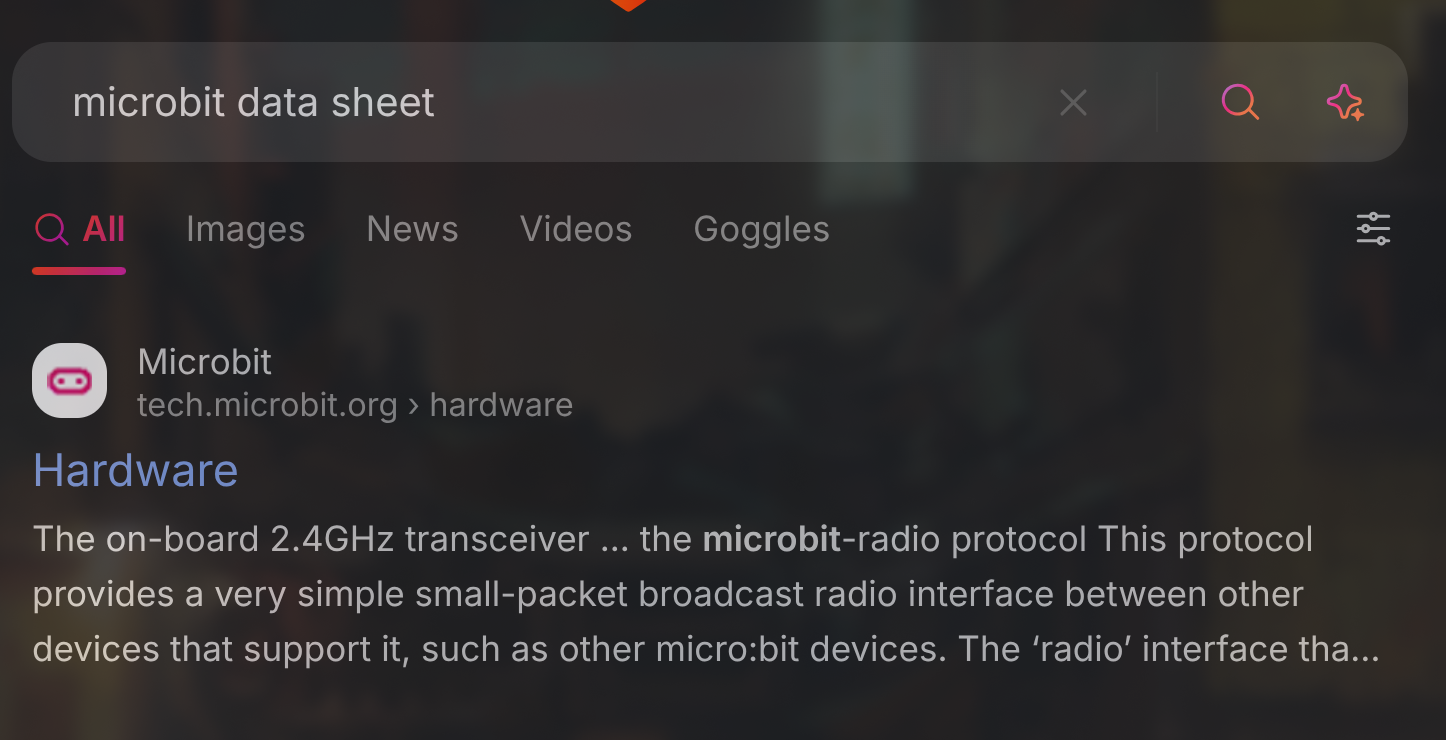 microbit data sheet
All Images News Videos Goggles
Microbit
tech.microbit.org › hardware
Hardware
The on-board 2.4GHz transceiver ... the microbit-radio protocol This protocol
provides a very simple small-packet broadcast radio interface between other
devices that support it, such as other micro:bit devices. The ‘radio’ interface tha...